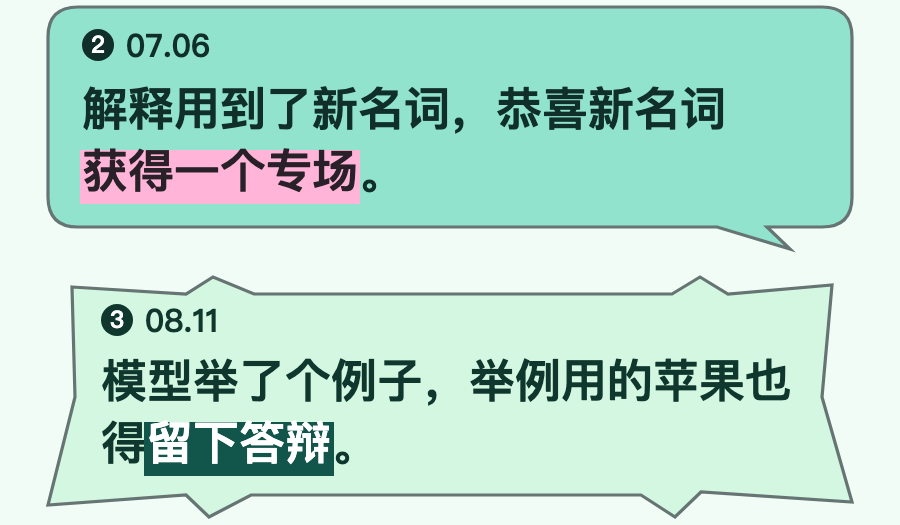 2 07.06
解释用到了新名词，恭喜新名词
获得一个专场。
3 08.11
模型举了个例子，举例用的苹果也
得留下答辩。